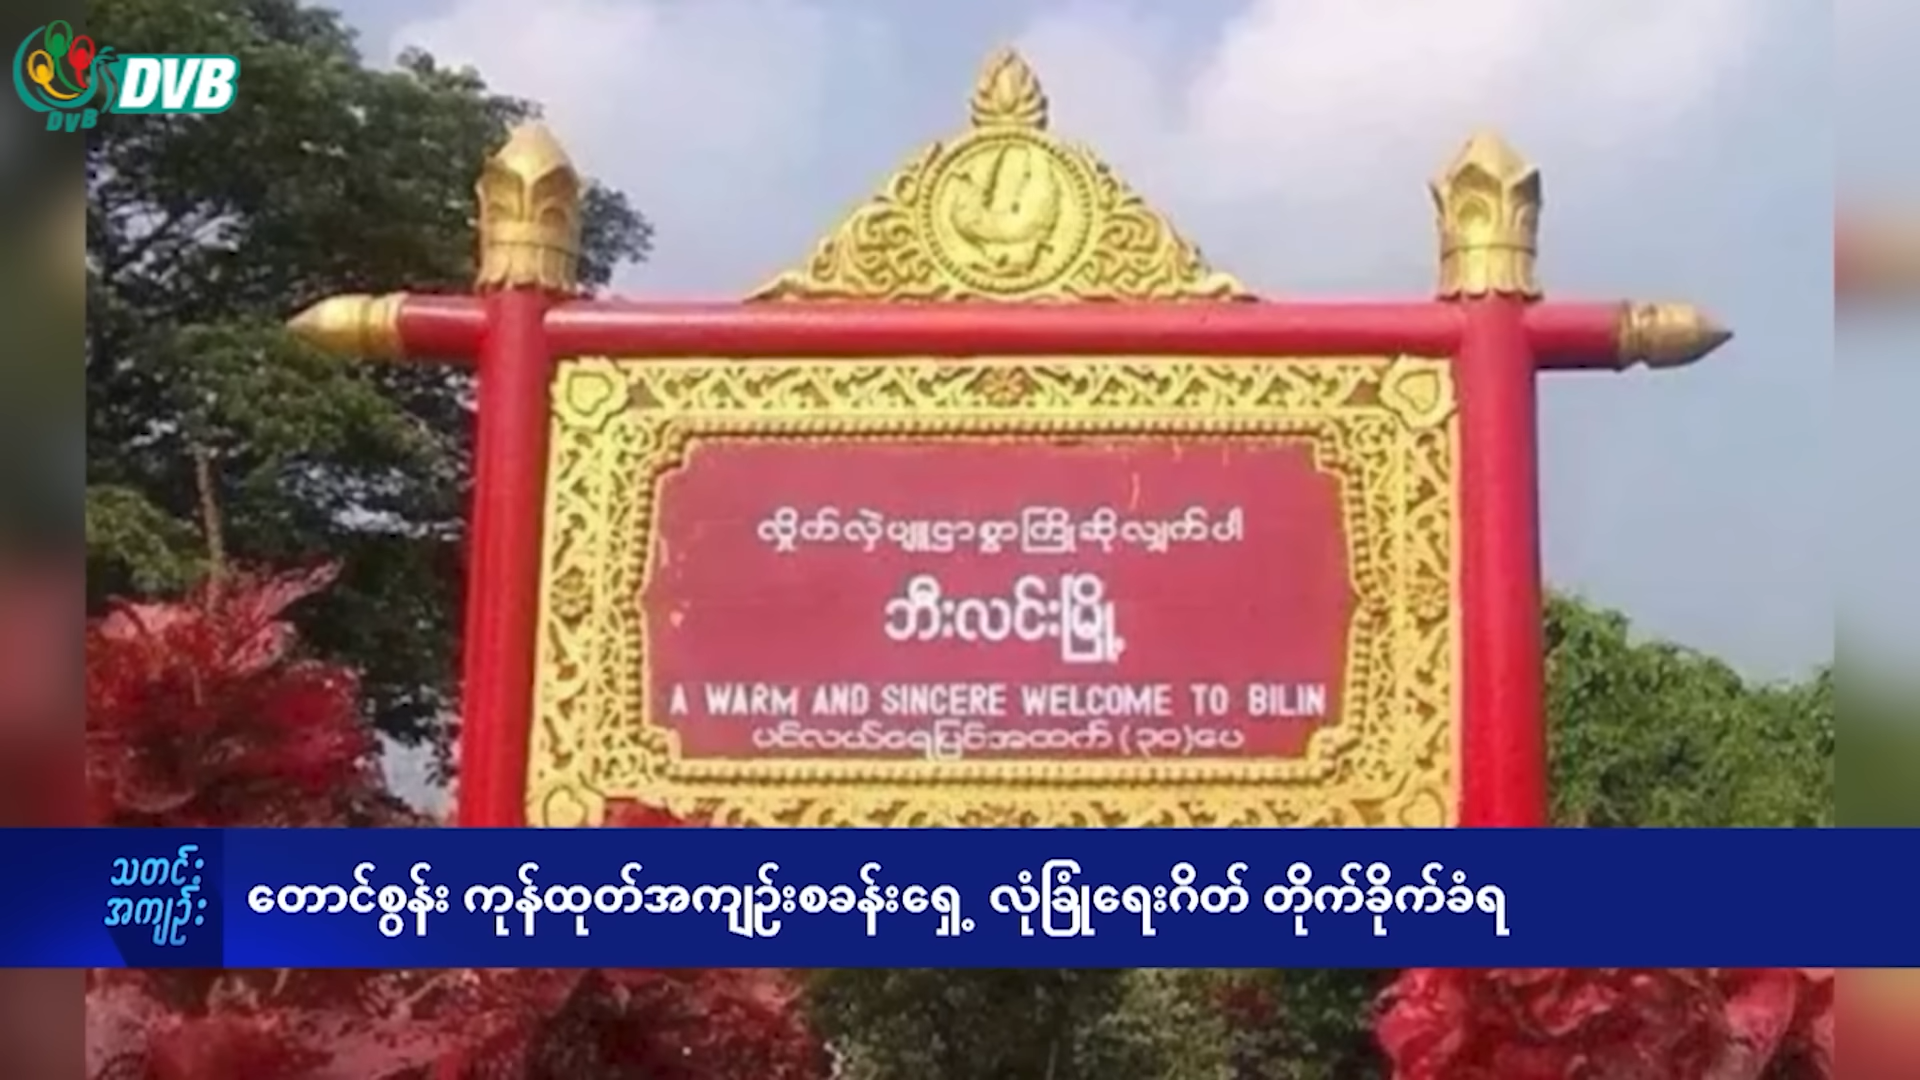 DVB
DVB
လှိုက်လှဲပျူငှာစွာကြိုဆိုလျှက်ပါ
ဘီးလင်းမြို့
A WARM AND SINCERE WELCOME TO BILIN
ပင်လယ်ရေပြင်အထက် (၃၀)ပေ
သတင်း
အကျဉ်း
တောင်စွန်း ကုန်ထုတ်အကျဉ်းစခန်းရှေ့ လုံခြုံရေးဂိတ် တိုက်ခိုက်ခံရ